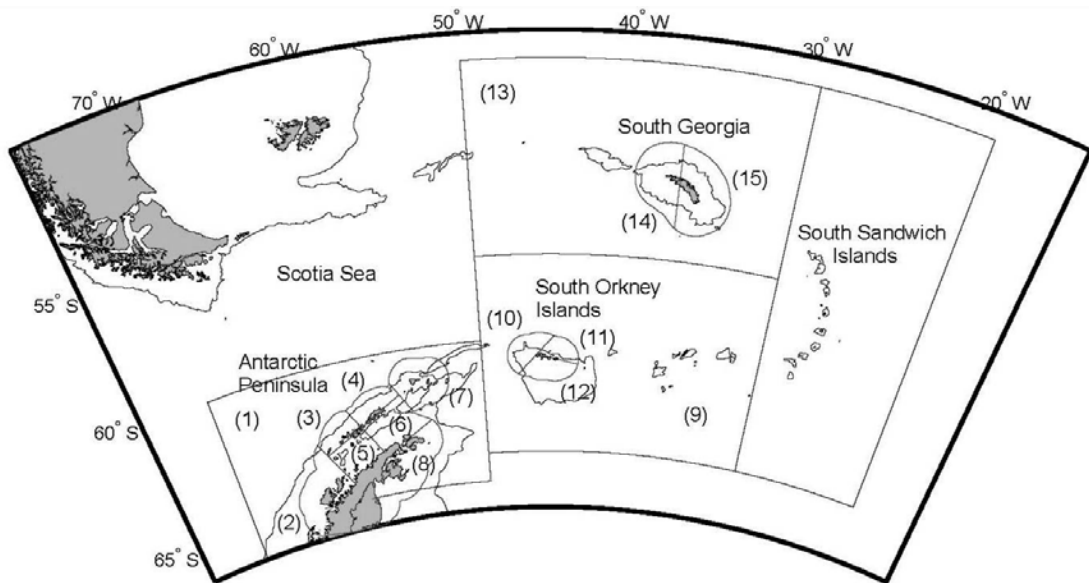 50° W
40° W
60° W
30° W
70° W
20° W
(13)
South Georgia
(15)
(14)
South Sandwich
Islands
Scotia Sea
South Orkney
Islands
55° S
(10)
(11)
Antarctic
Peninsula
(4)
(12)
(7)
(1)
(3)
(9)
(6)
60° S
(5)
(8)
(2)
65° S